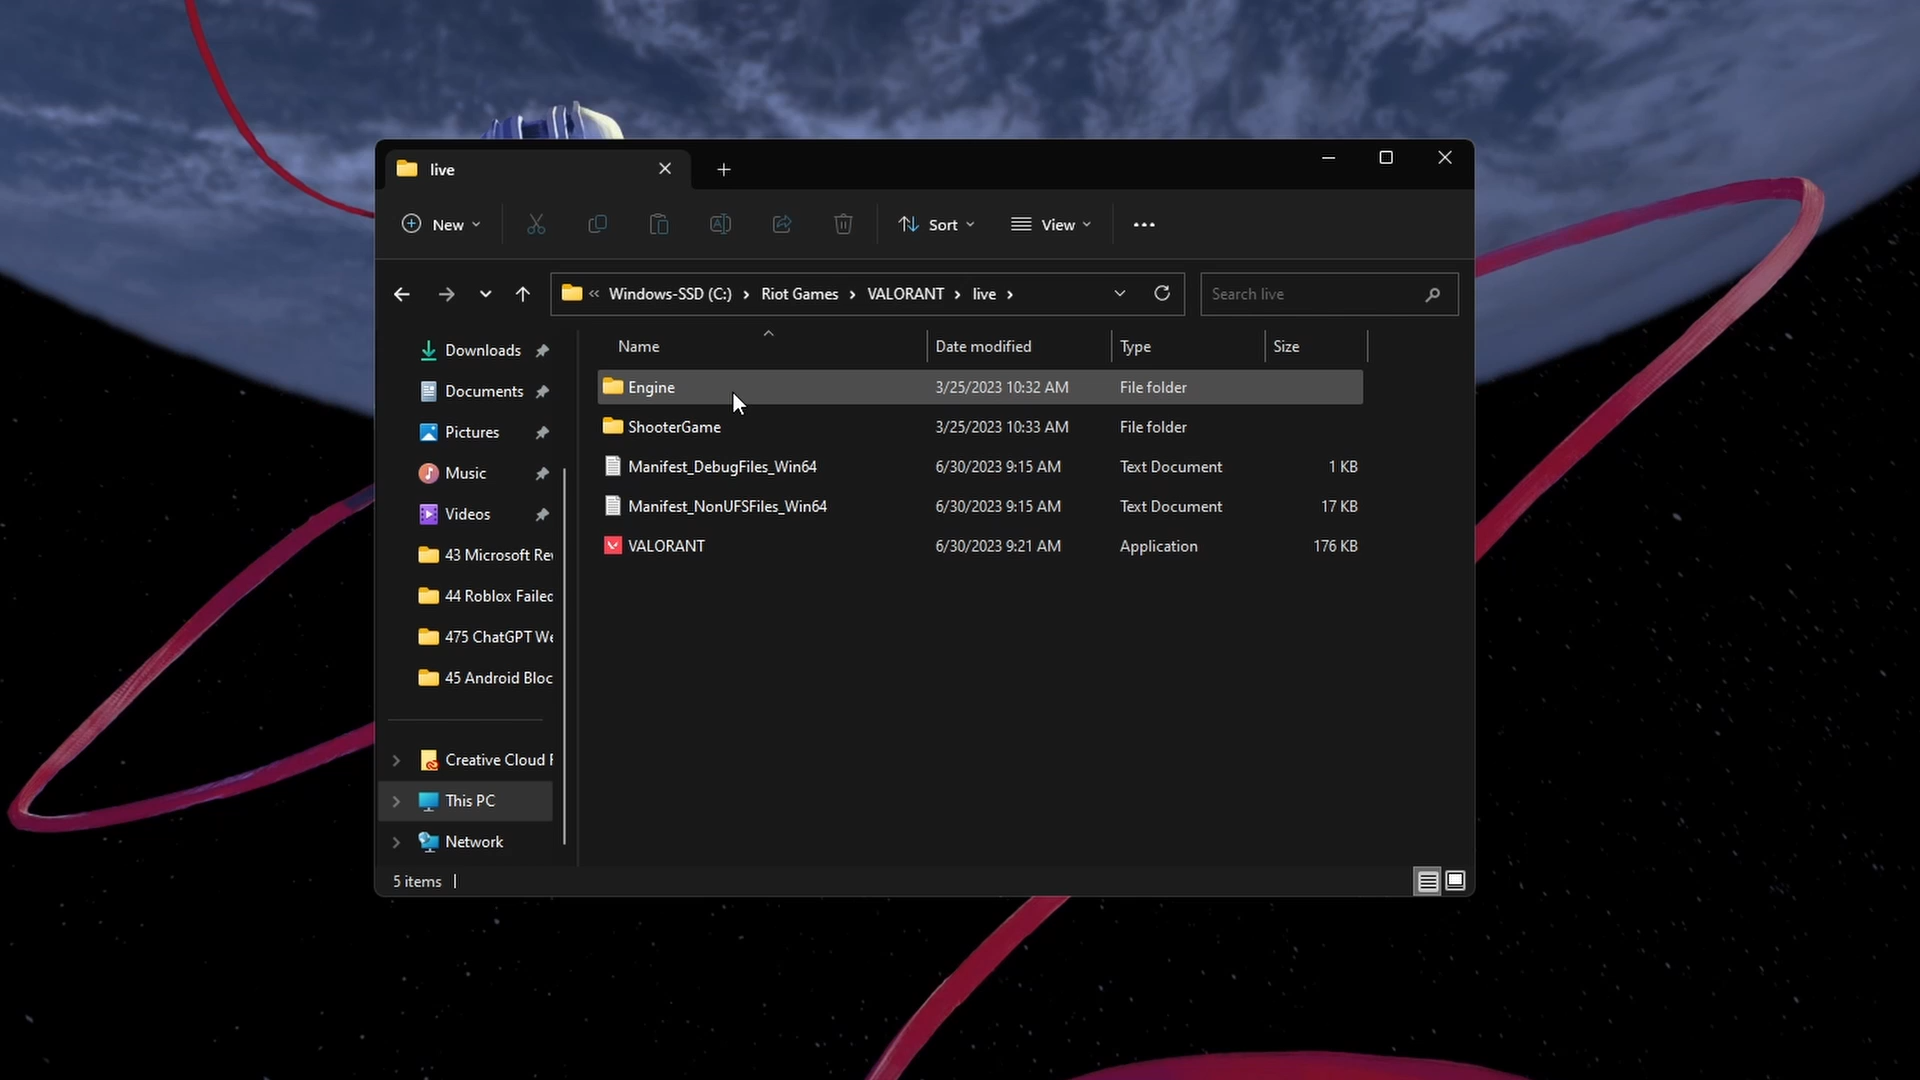 live
New
Sort
View
« Windows-SSD (C:) › Riot Games › VALORANT › live ›
Search live
Name Date modified Type Size
Downloads
Documents
Pictures
Music
Videos
43 Microsoft Re
44 Roblox Failed
475 ChatGPT We
45 Android Bloc
Creative Cloud F
This PC
Network
Engine 3/25/2023 10:32 AM File folder
ShooterGame 3/25/2023 10:33 AM File folder
Manifest_DebugFiles_Win64 6/30/2023 9:15 AM Text Document 1 KB
Manifest_NonUFSFiles_Win64 6/30/2023 9:15 AM Text Document 17 KB
VALORANT 6/30/2023 9:21 AM Application 176 KB
5 items